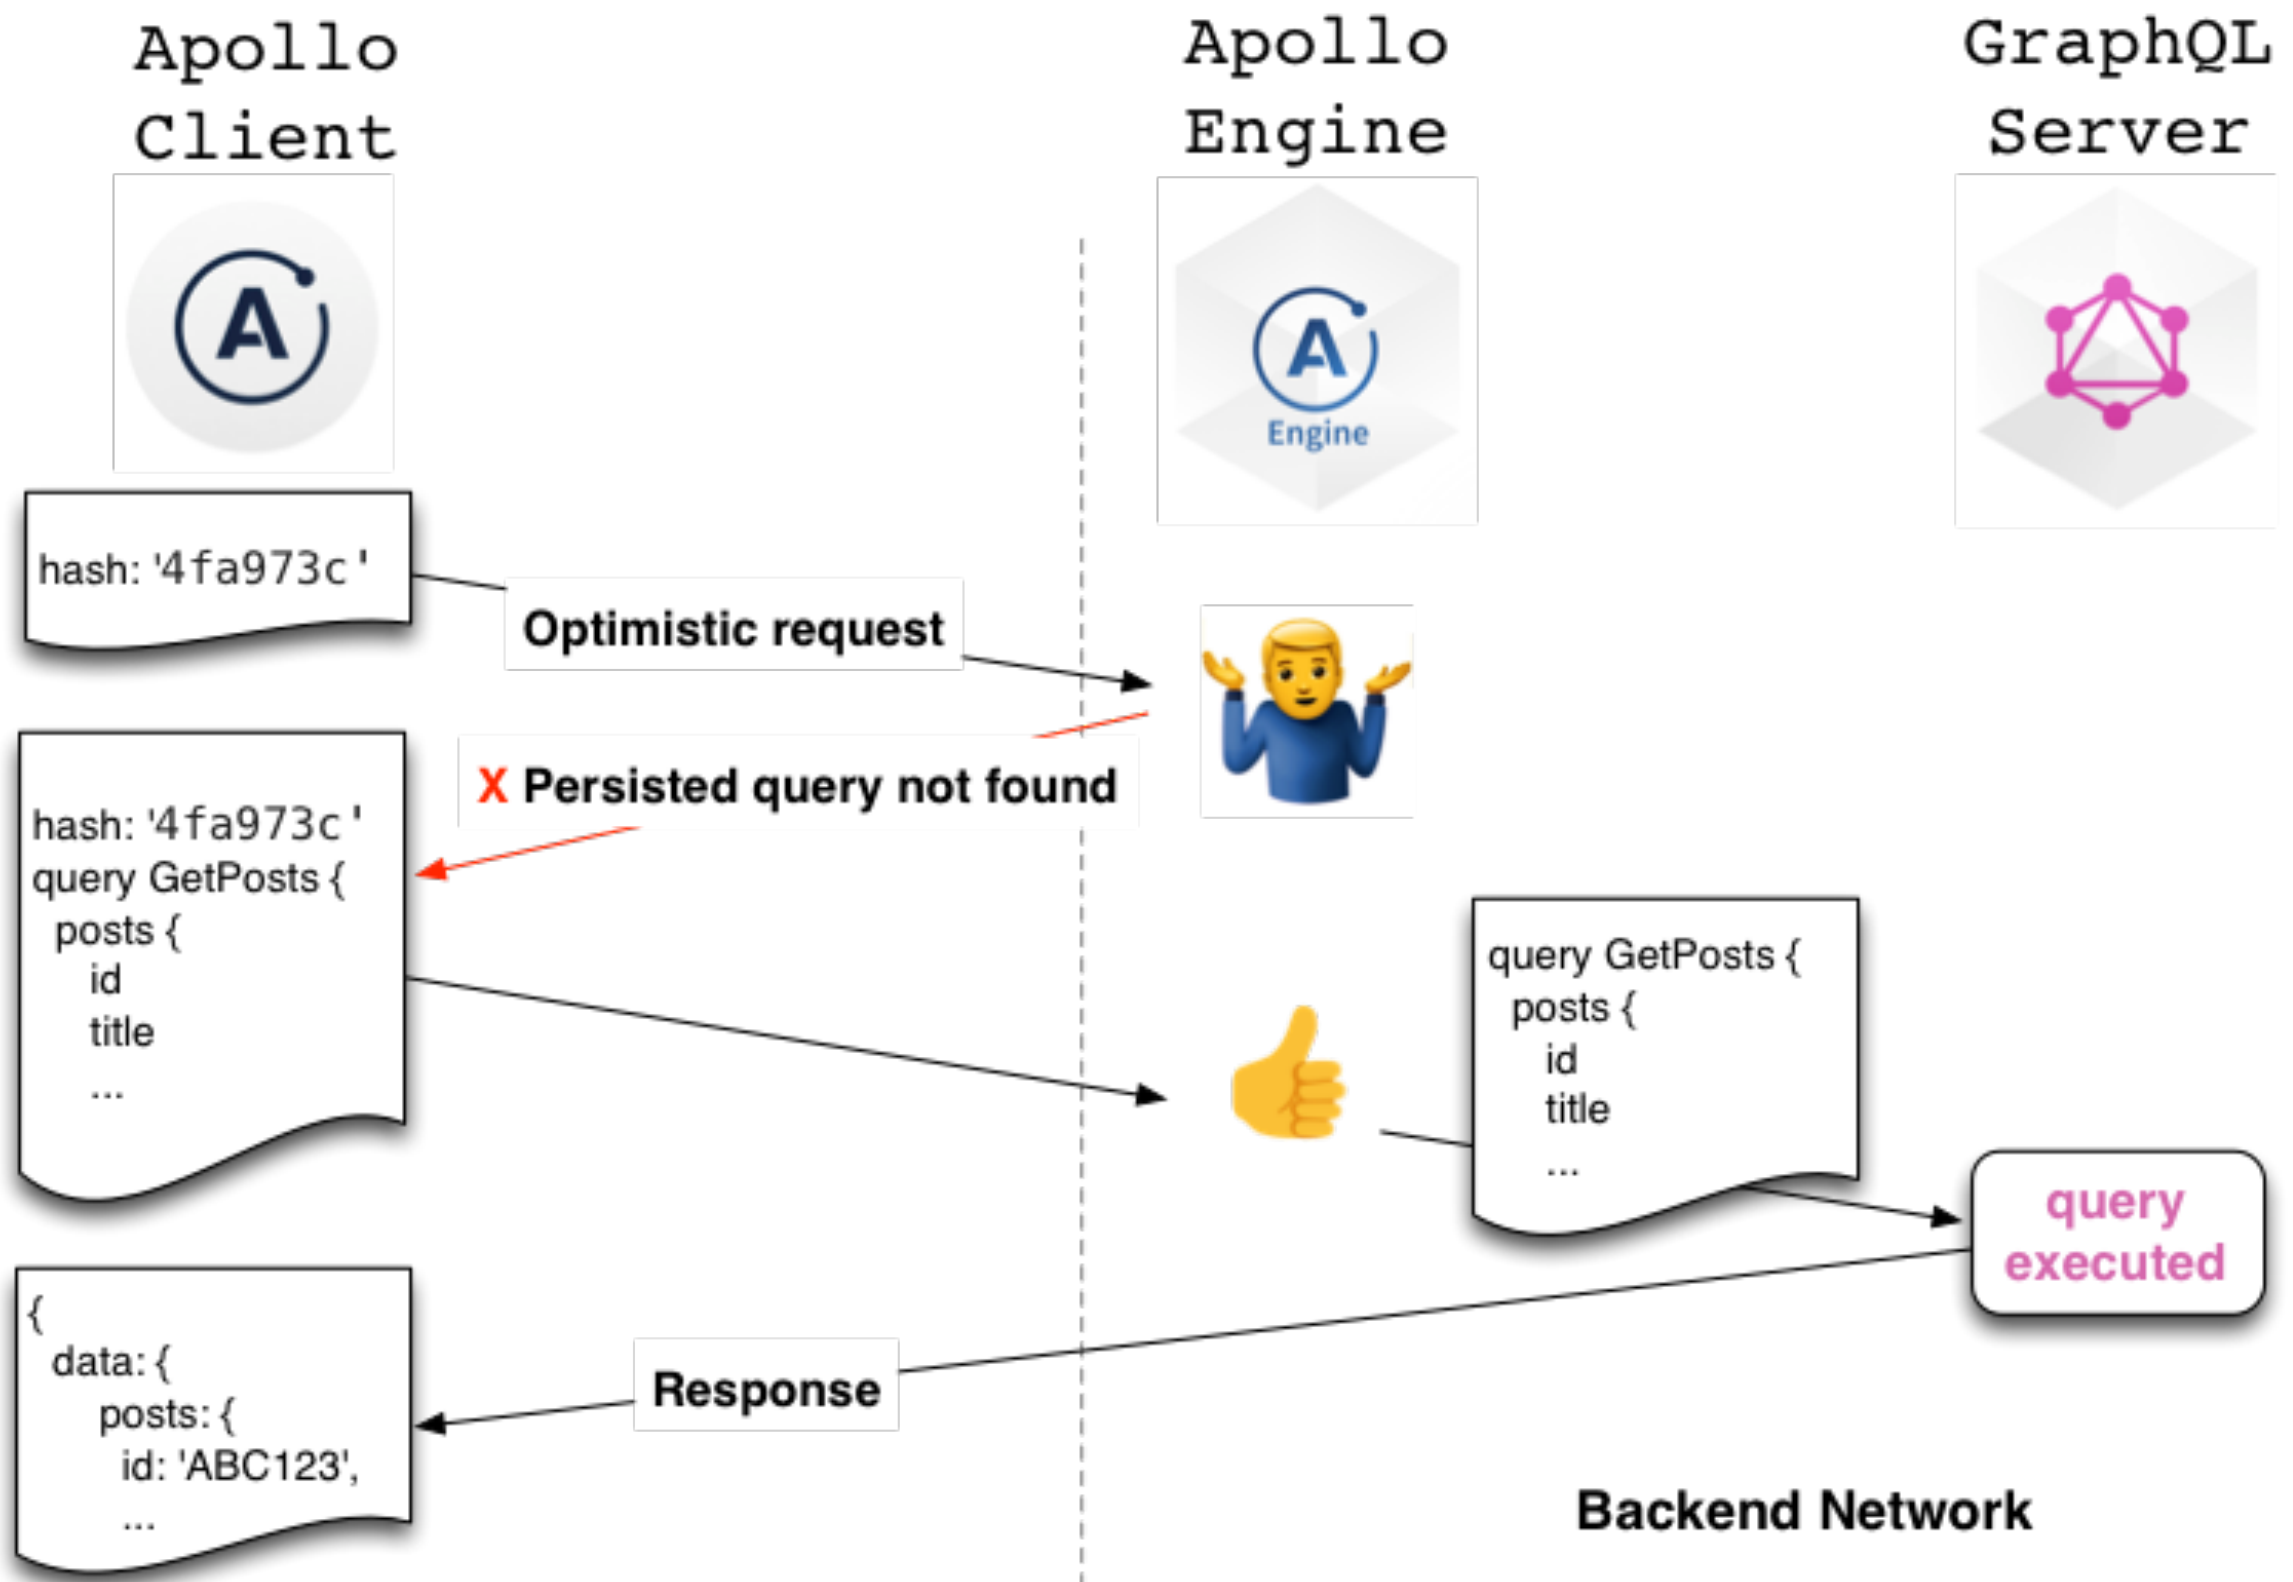 Apollo
Client
Apollo
Engine
GraphQL
Server
A
A
Engine
hash: '4fa973c'
Optimistic request
X Persisted query not found
hash: '4fa973c'
query GetPosts {
posts {
id
title
...
query GetPosts {
posts {
id
title
...
query
executed
{
data: {
posts: {
id: 'ABC123',
...
Response
Backend Network